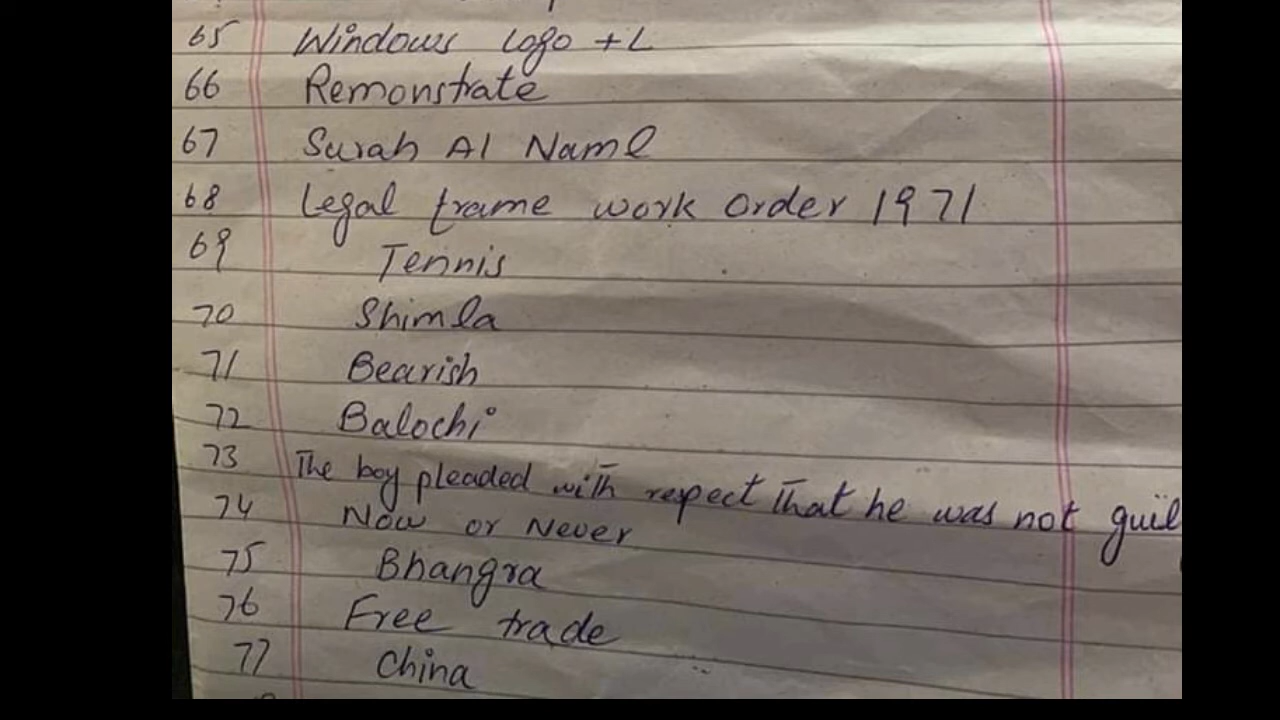 65 Windows logo + L
66 Remonstrate
67 Surah Al Naml
68 Legal frame work order 1971
69 Tennis
70 Shimla
71 Bearish
72 Balochi
73 The boy pleaded with respect that he was not guil
74 Now or Never
75 Bhangra
76 Free trade
77 China